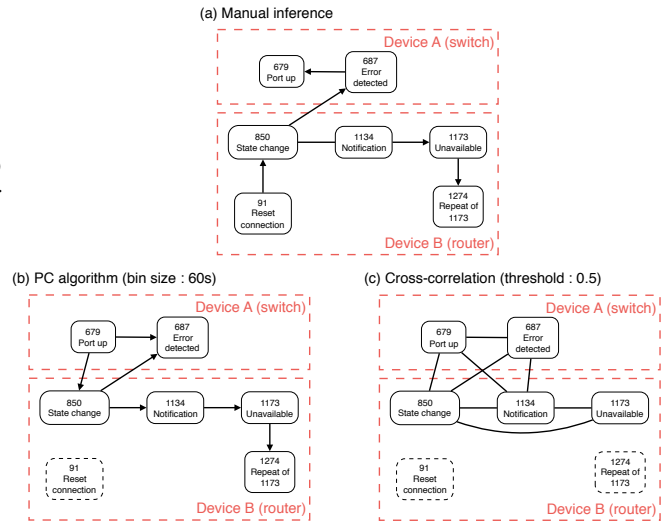 (a) Manual inference
Device A (switch)
679
Port up
687
Error
detected
850
State change
1134
Notification
1173
Unavailable
91
Reset
connection
1274
Repeat of
1173
Device B (router)
(b) PC algorithm (bin size : 60s)
Device A (switch)
679
Port up
687
Error
detected
850
State change
1134
Notification
1173
Unavailable
91
Reset
connection
1274
Repeat of
1173
Device B (router)
(c) Cross-correlation (threshold : 0.5)
Device A (switch)
679
Port up
687
Error
detected
850
State change
1134
Notification
1173
Unavailable
91
Reset
connection
1274
Repeat of
1173
Device B (router)